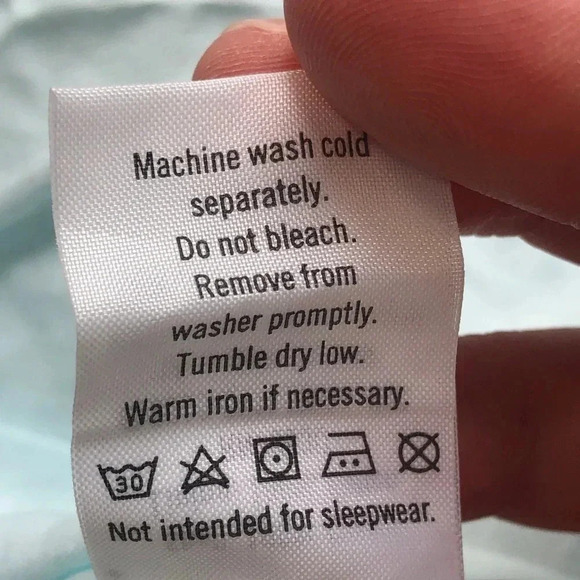 Machine wash cold
separately.
Do not bleach.
Remove from
washer promptly.
Tumble dry low.
Warm iron if necessary.
30
Not intended for sleepwear.